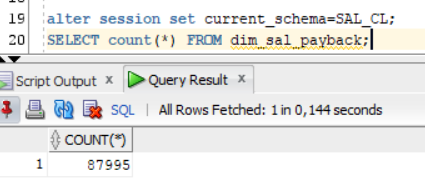 19 alter session set current_schema=SAL_CL;
20 SELECT count(*) FROM dim_sal_payback;
Script Output x Query Result x
SQL | All Rows Fetched: 1 in 0,144 seconds
COUNT(*)
1 87995